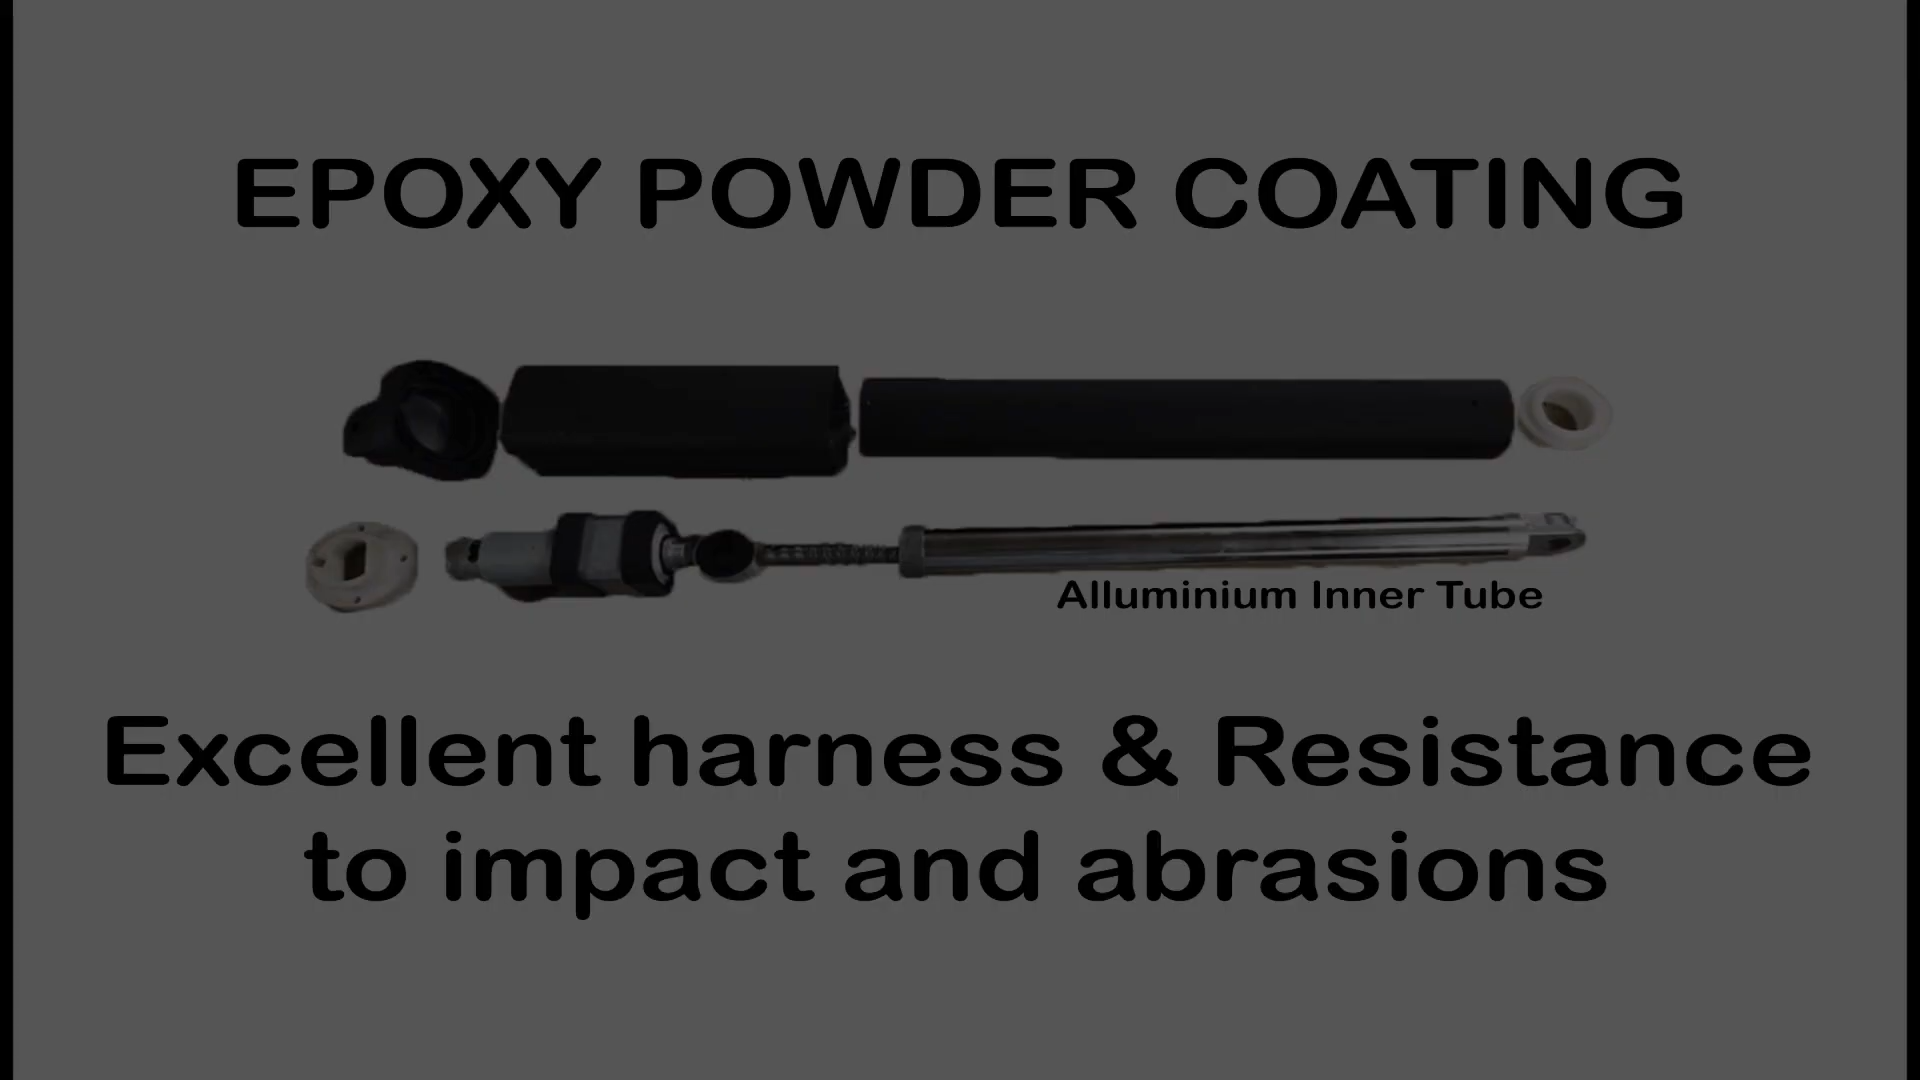 EPOXY POWDER COATING
Alluminium Inner Tube
Excellent harness & Resistance
to impact and abrasions